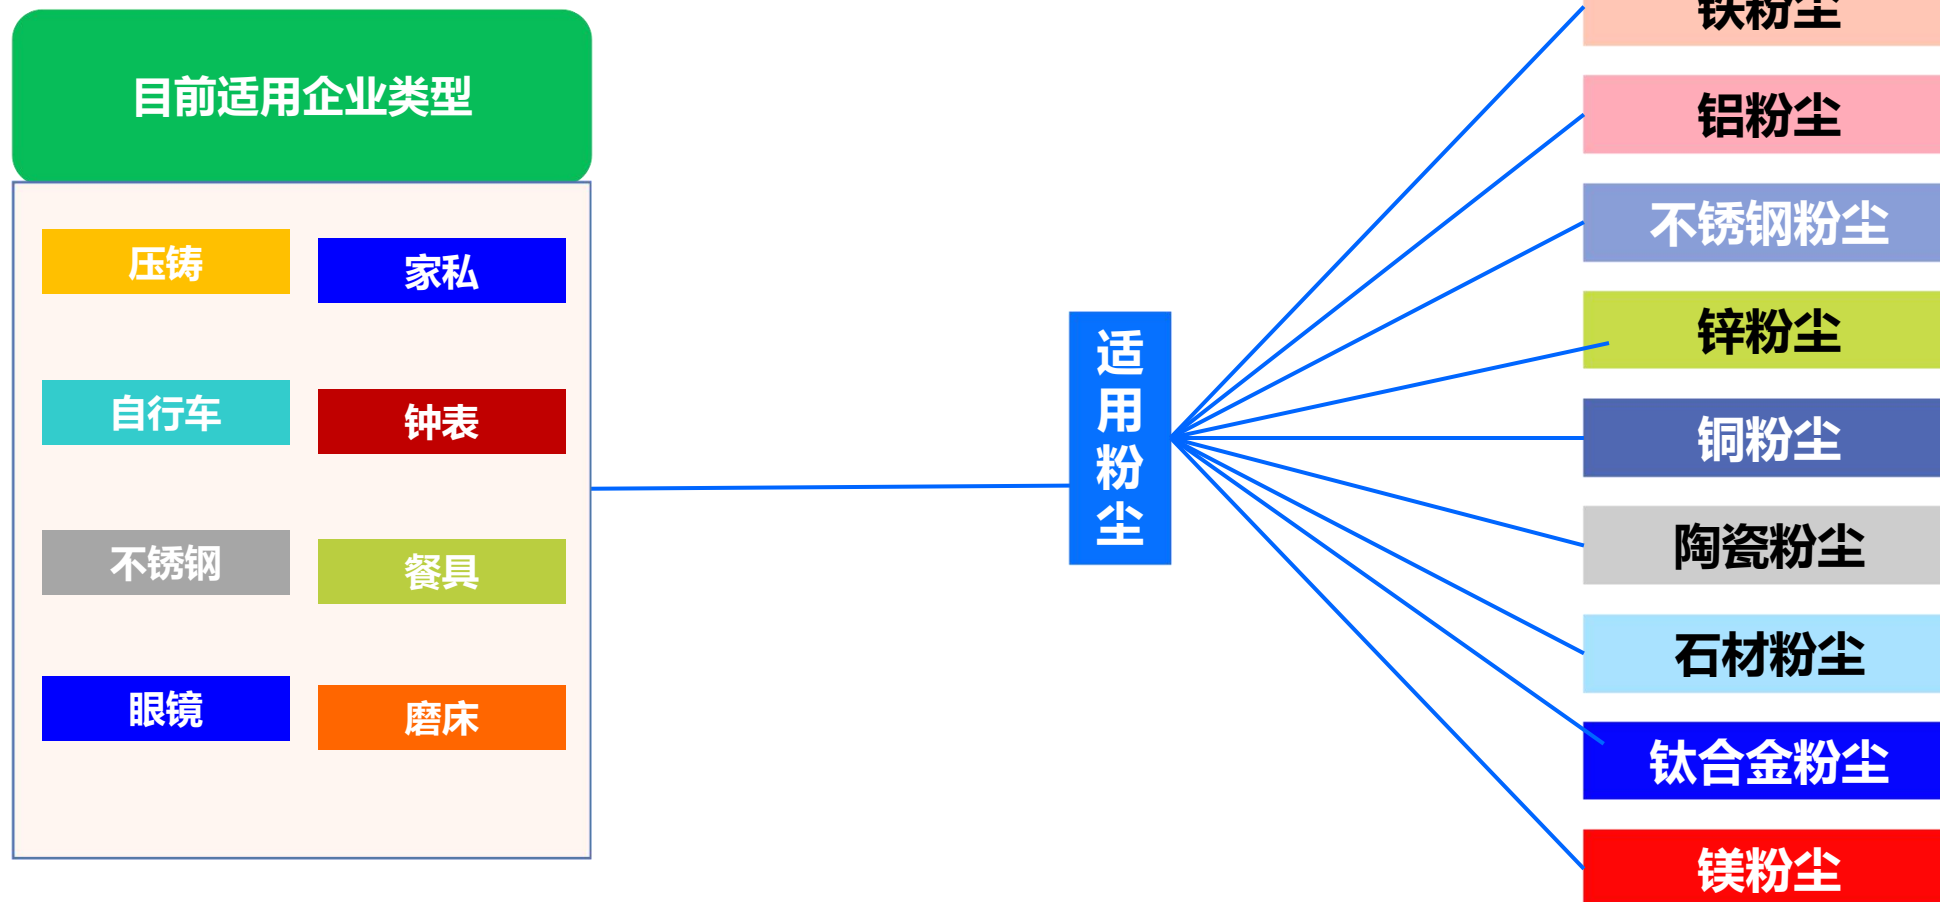 目前适用企业类型
压铸
家私
自行车
钟表
不锈钢
餐具
眼镜
磨床
适用粉尘
铁粉尘
铝粉尘
不锈钢粉尘
锌粉尘
铜粉尘
陶瓷粉尘
石材粉尘
钛合金粉尘
镁粉尘